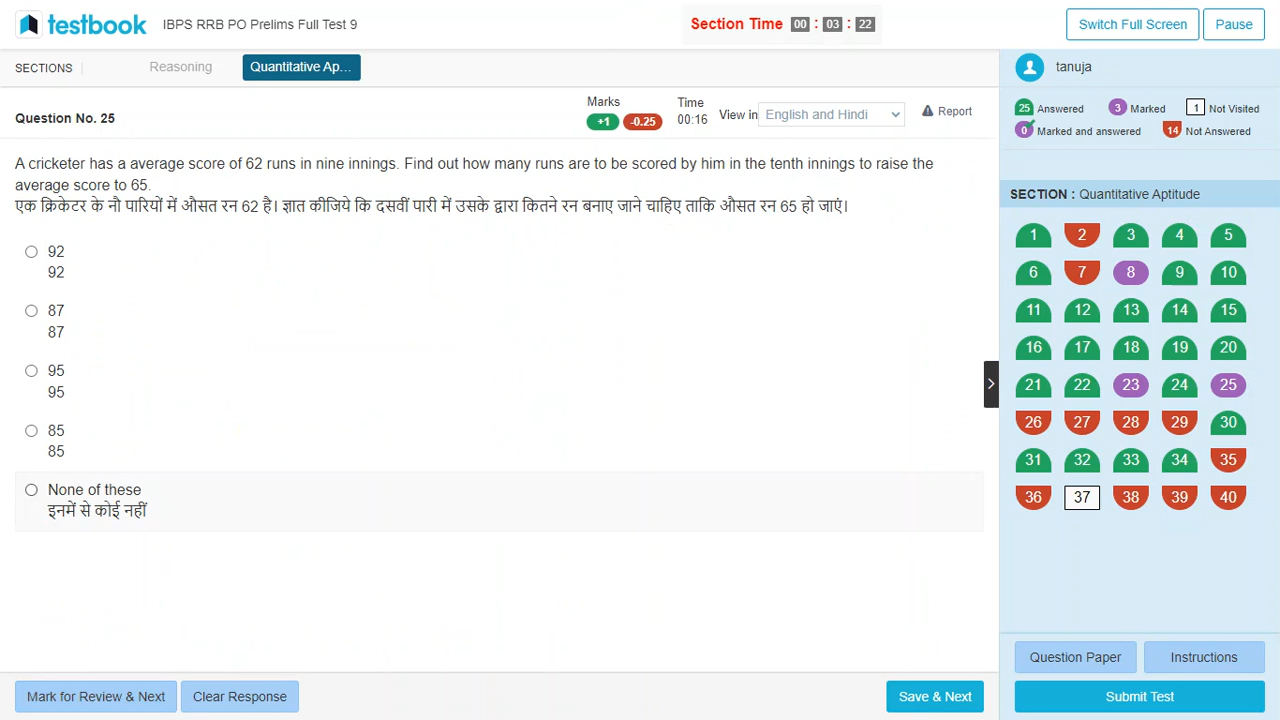 testbook
IBPS RRB PO Prelims Full Test 9
Section Time 00 : 03 : 22
Switch Full Screen
Pause
SECTIONS
Reasoning
Quantitative Ap...
tanuja
Question No. 25
Marks
+1 -0.25
Time
00:16
View in English and Hindi
Report
25 Answered
3 Marked
1 Not Visited
0 Marked and answered
14 Not Answered
A cricketer has a average score of 62 runs in nine innings. Find out how many runs are to be scored by him in the tenth innings to raise the
average score to 65.
एक क्रिकेटर के नौ पारियों में औसत रन 62 है। ज्ञात कीजिये कि दसवीं पारी में उसके द्वारा कितने रन बनाए जाने चाहिए ताकि औसत रन 65 हो जाएं।
92
92
87
87
95
95
85
85
None of these
इनमें से कोई नहीं
SECTION : Quantitative Aptitude
1 2 3 4 5
6 7 8 9 10
11 12 13 14 15
16 17 18 19 20
21 22 23 24 25
26 27 28 29 30
31 32 33 34 35
36 37 38 39 40
Mark for Review & Next
Clear Response
Save & Next
Question Paper
Instructions
Submit Test